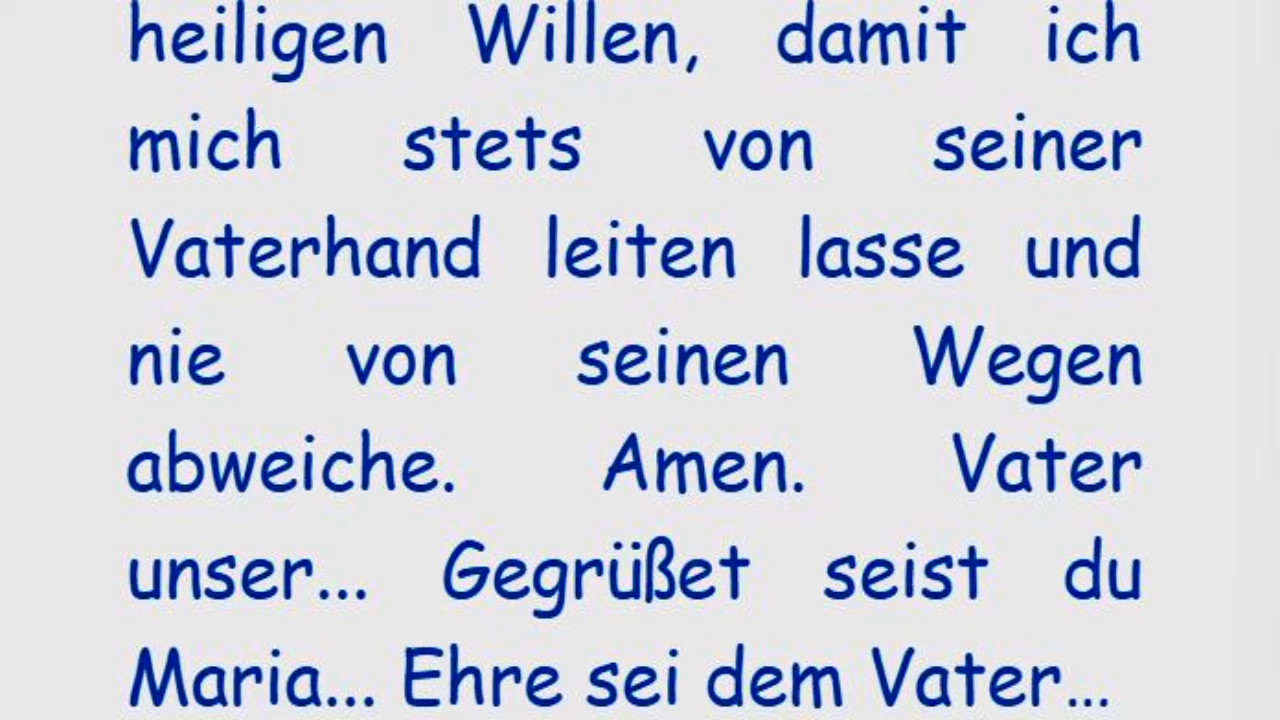 heiligen Willen, damit ich
mich stets von seiner
Vaterhand leiten lasse und
nie von seinen Wegen
abweiche. Amen. Vater
unser... Gegrüßet seist du
Maria... Ehre sei dem Vater...